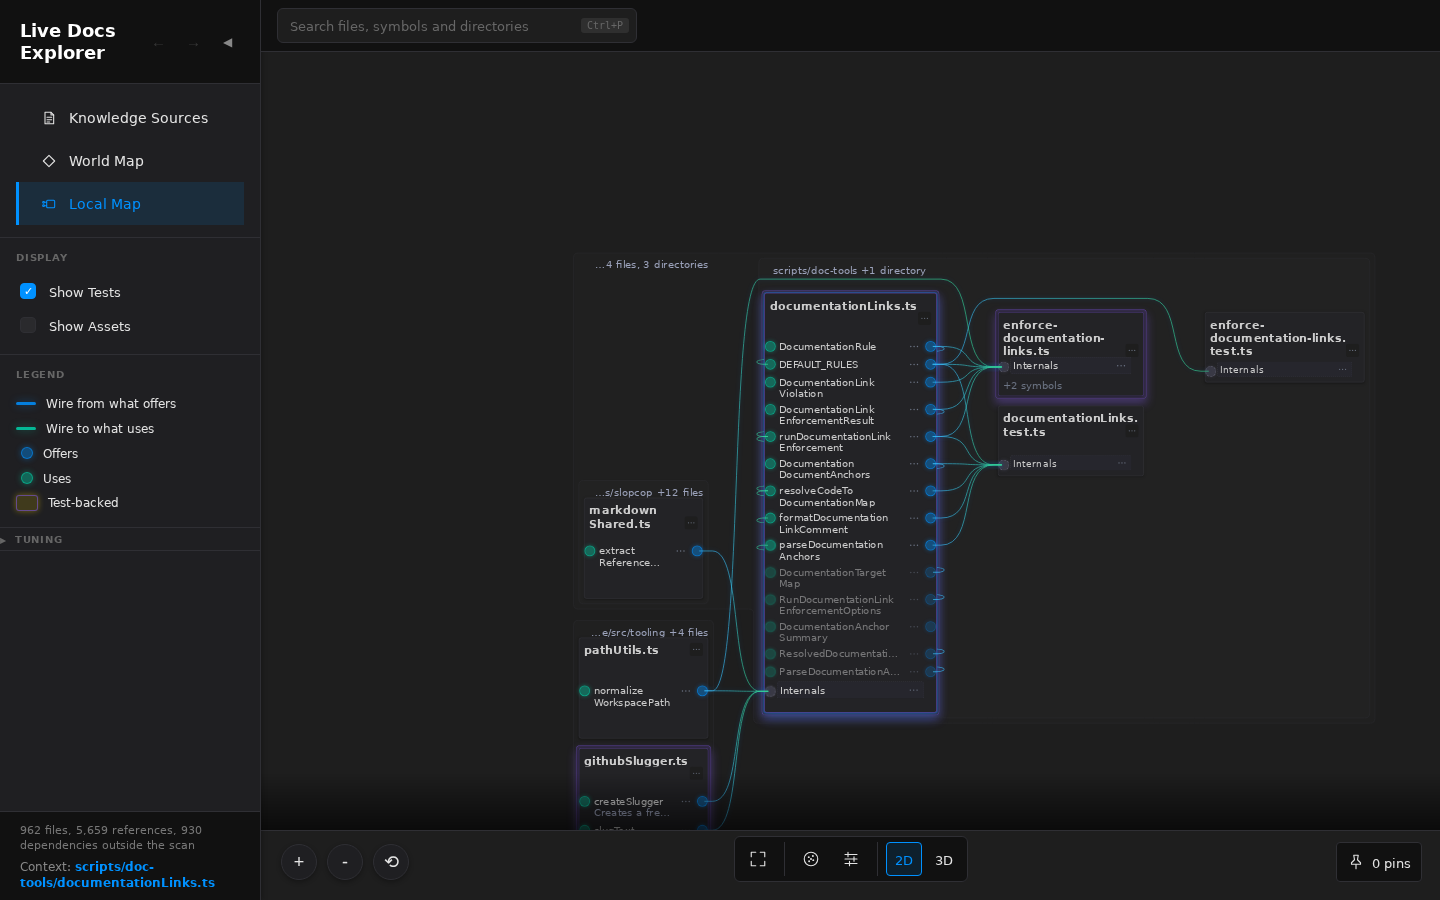 Live Docs
Explorer
Search files, symbols and directories
Ctrl+P
Knowledge Sources
World Map
Local Map
DISPLAY
Show Tests
Show Assets
LEGEND
Wire from what offers
Wire to what uses
Offers
Uses
Test-backed
TUNING
962 files, 5,659 references, 930
dependencies outside the scan
Context: scripts/doc-
tools/documentationLinks.ts
...4 files, 3 directories
...s/slopcop +12 files
markdown
Shared.ts
extract
Reference...
...e/src/tooling +4 files
pathUtils.ts
normalize
WorkspacePath
githubSlugger.ts
createSlugger
Creates a fre...
scripts/doc-tools +1 directory
documentationLinks.ts
DocumentationRule
DEFAULT_RULES
DocumentationLink
Violation
DocumentationLink
EnforcementResult
runDocumentationLink
Enforcement
Documentation
DocumentAnchors
resolveCodeTo
DocumentationMap
formatDocumentation
LinkComment
parseDocumentation
Anchors
DocumentationTarget
Map
RunDocumentationLink
EnforcementOptions
DocumentationAnchor
Summary
ResolvedDocumentati...
ParseDocumentationA...
Internals
enforce-
documentation-
links.ts
Internals
+2 symbols
documentationLinks.
test.ts
Internals
enforce-
documentation-links.
test.ts
Internals
+
-
2D
3D
0 pins